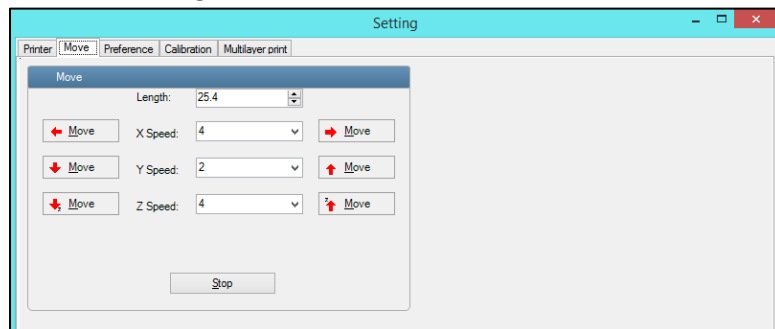 Setting
Printer Move Preference Calibration Multilayer print
Move
Length: 25.4
Move X Speed: 4 Move
Move Y Speed: 2 Move
z Move Z Speed: 4 z Move
Stop